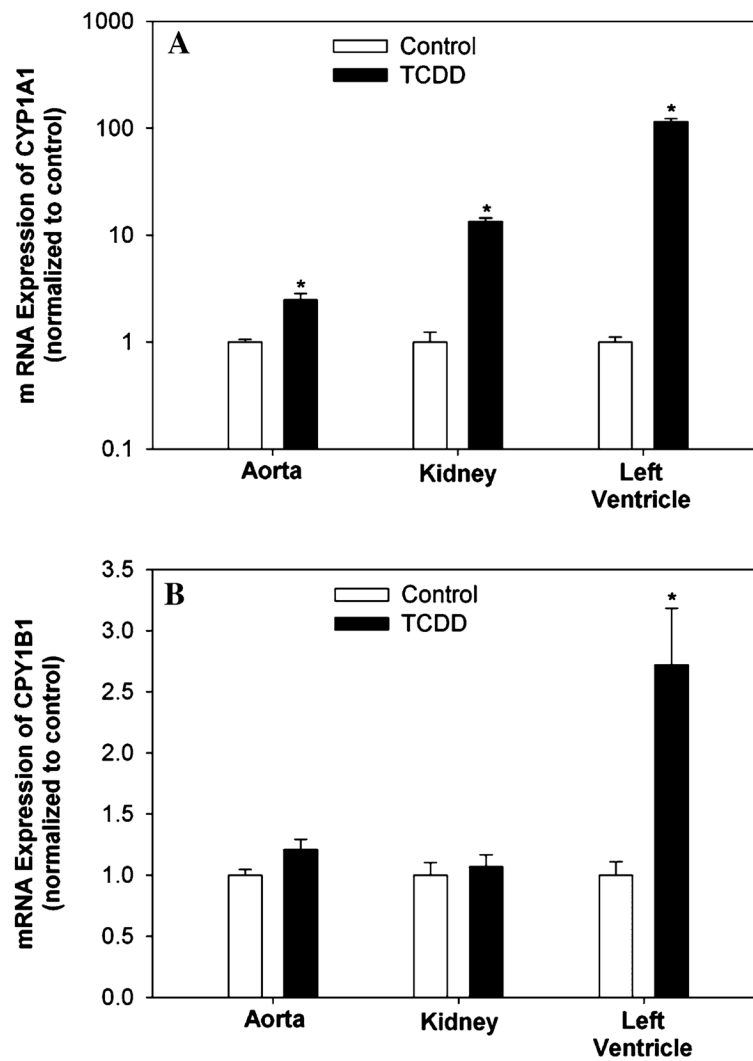 A
Control
TCDD
m RNA Expression of CYP1A1
(normalized to control)
1000
100
10
1
0.1
*
*
*
Aorta
Kidney
Left
Ventricle
B
Control
TCDD
mRNA Expression of CPY1B1
(normalized to control)
3.5
3.0
2.5
2.0
1.5
1.0
0.5
0.0
*
Aorta
Kidney
Left
Ventricle